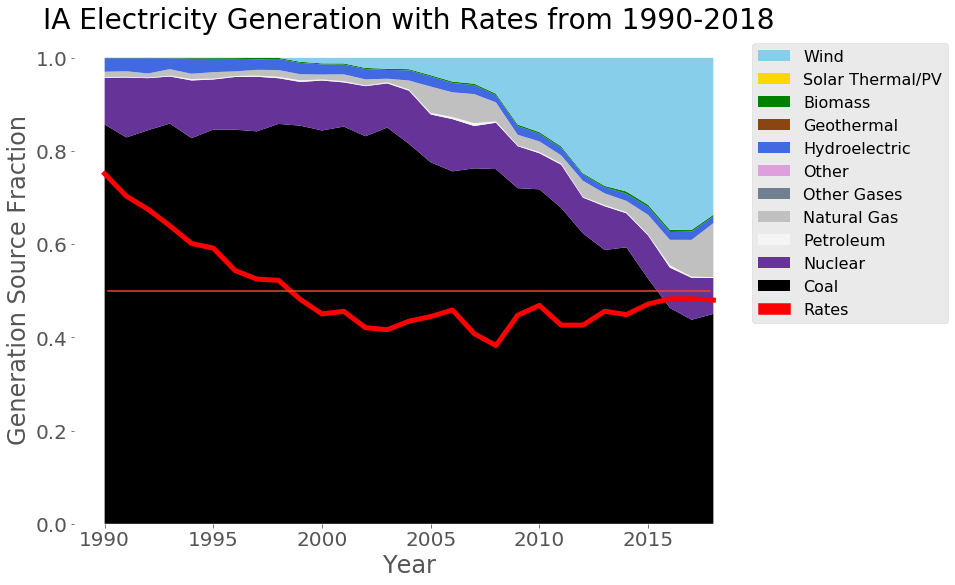 IA Electricity Generation with Rates from 1990-2018
Generation Source Fraction
1.0
0.8
0.6
0.4
0.2
0.0
1990
1995
2000
2005
2010
2015
Year
Wind
Solar Thermal/PV
Biomass
Geothermal
Hydroelectric
Other
Other Gases
Natural Gas
Petroleum
Nuclear
Coal
Rates